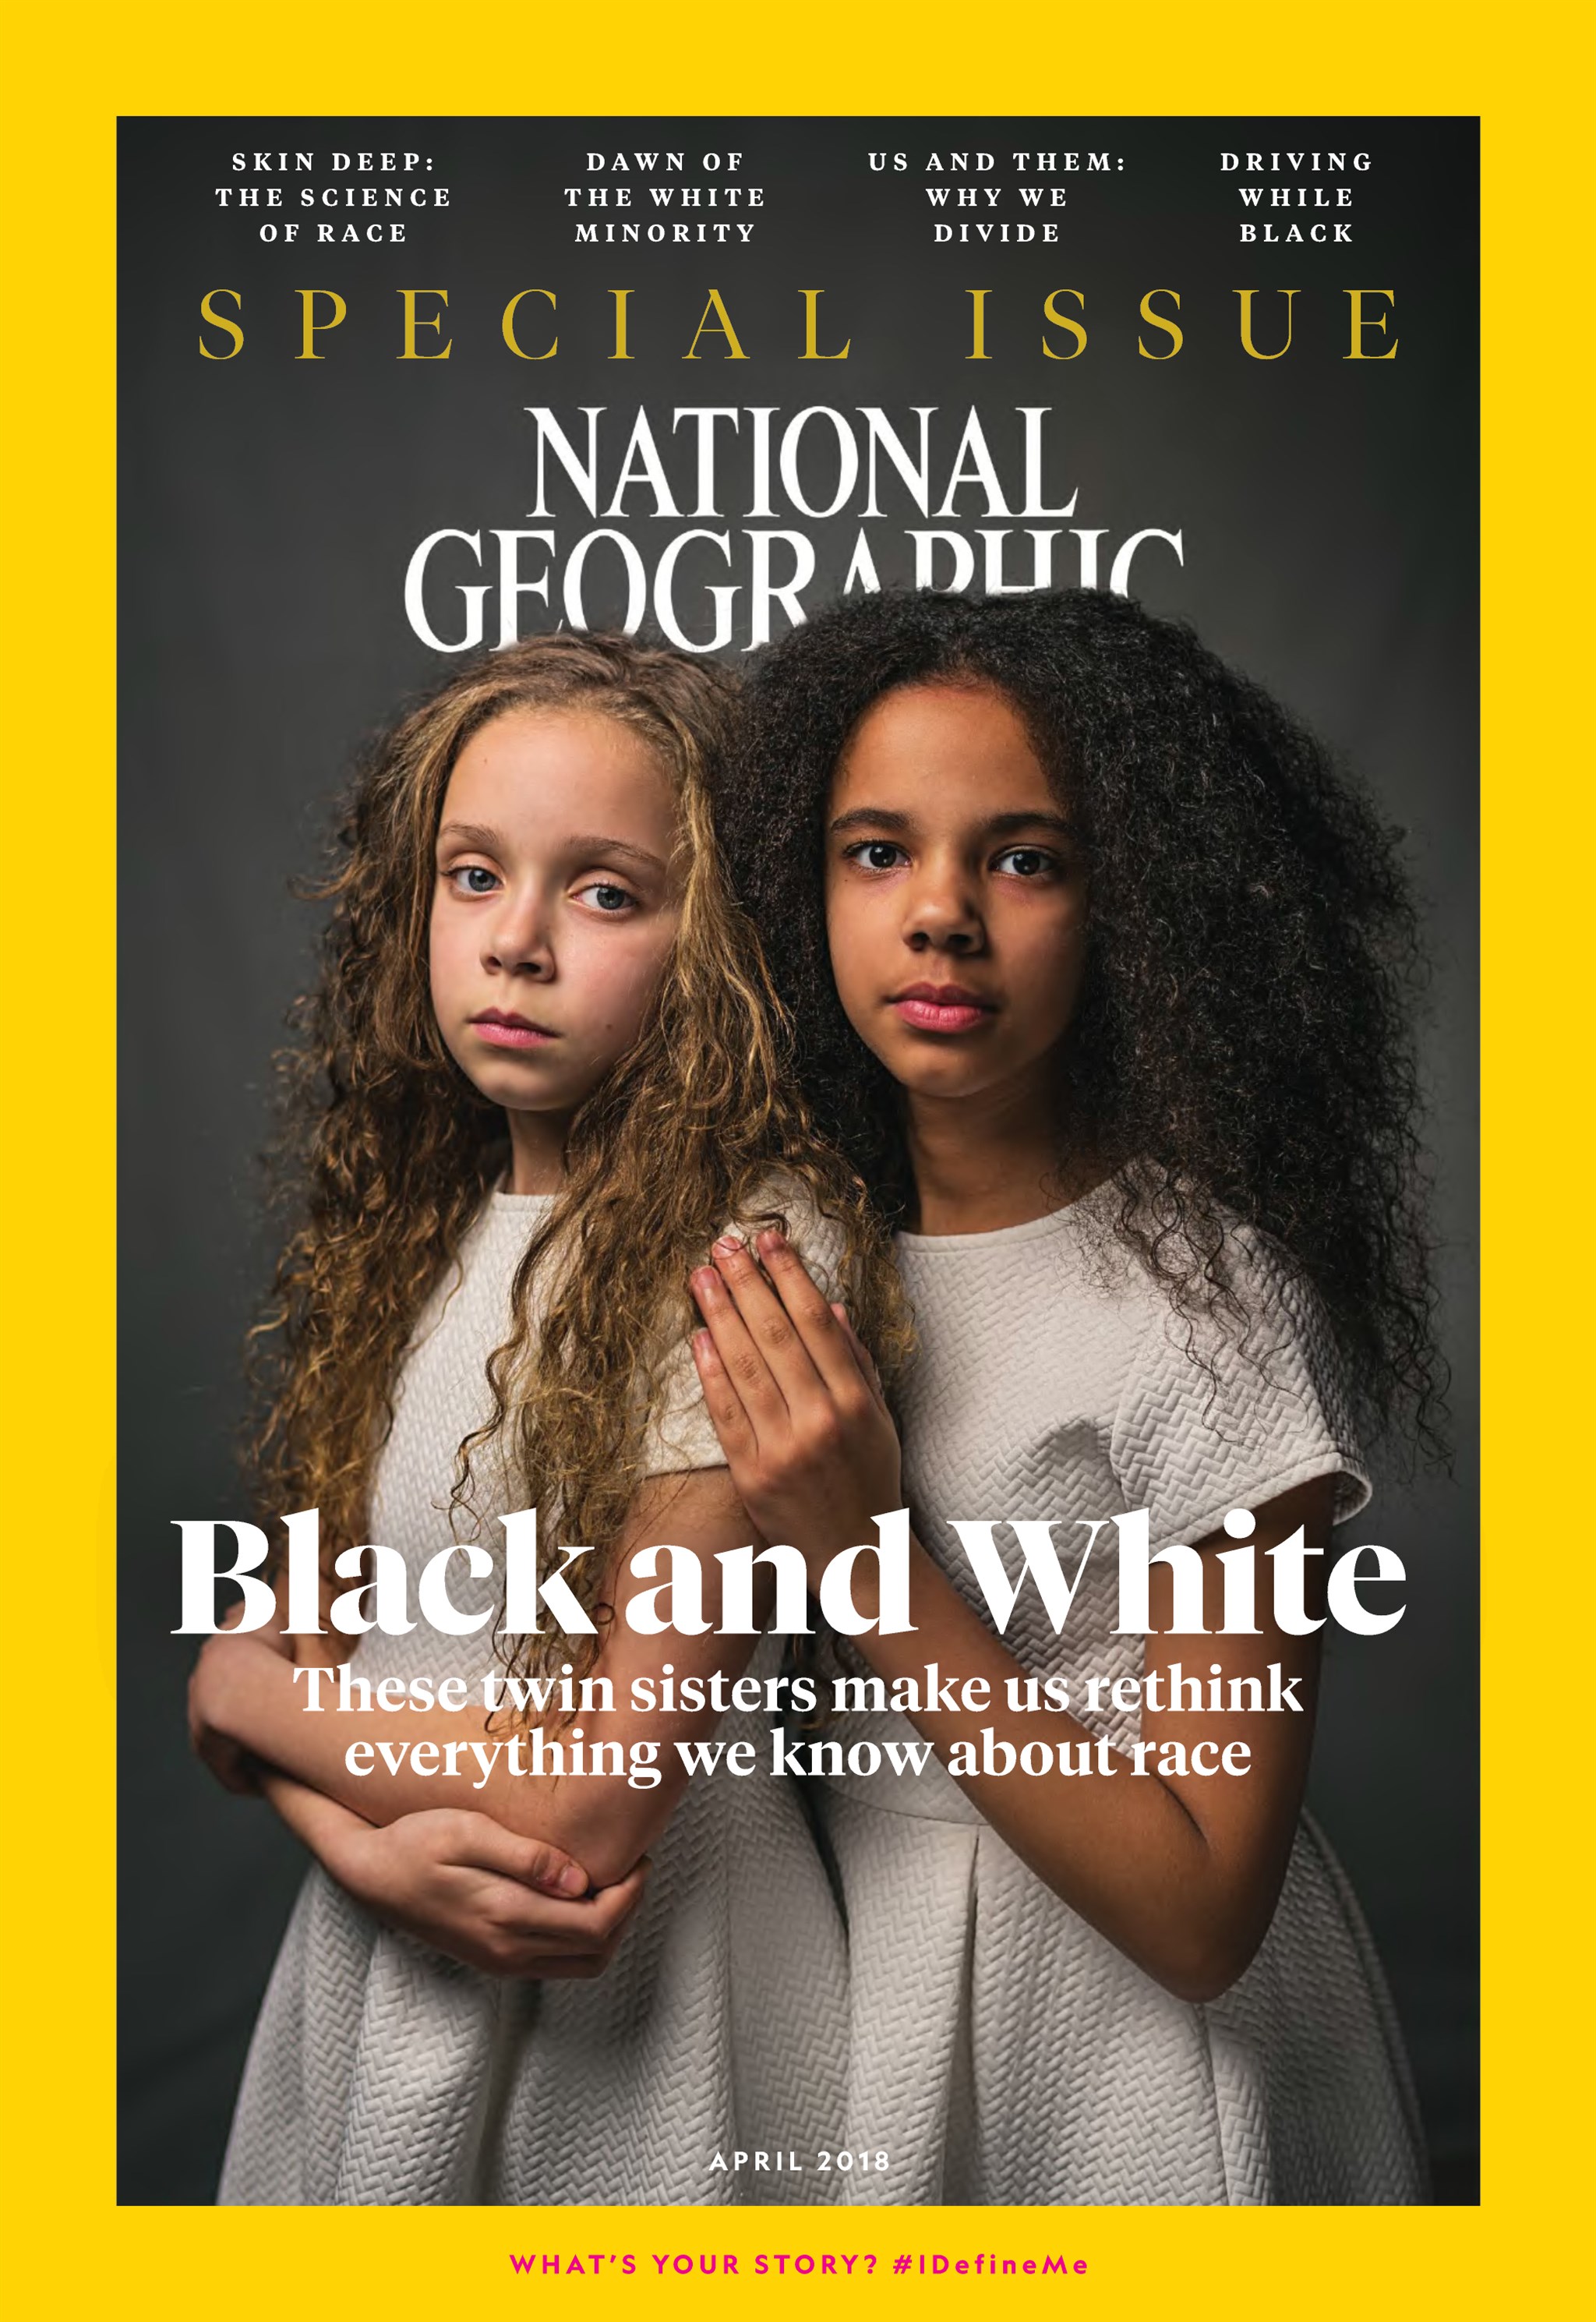 SKIN DEEP:
THE SCIENCE
OF RACE
DAWN OF
THE WHITE
MINORITY
US AND THEM:
WHY WE
DIVIDE
DRIVING
WHILE
BLACK
SPECIAL ISSUE
NATIONAL
GEOGRAPHIC
Black and White
These twin sisters make us rethink
everything we know about race
APRIL 2018
WHAT'S YOUR STORY? #IDefineMe